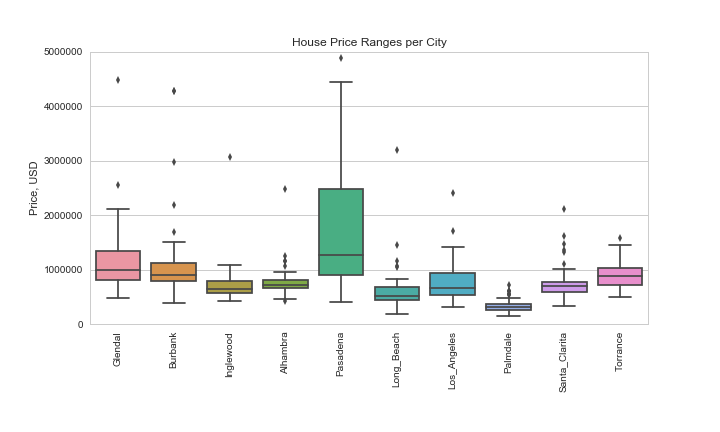 House Price Ranges per City
Price, USD
5000000
4000000
3000000
2000000
1000000
0
Glendal
Burbank
Inglewood
Alhambra
Pasadena
Long_Beach
Los_Angeles
Palmdale
Santa_Clarita
Torrance